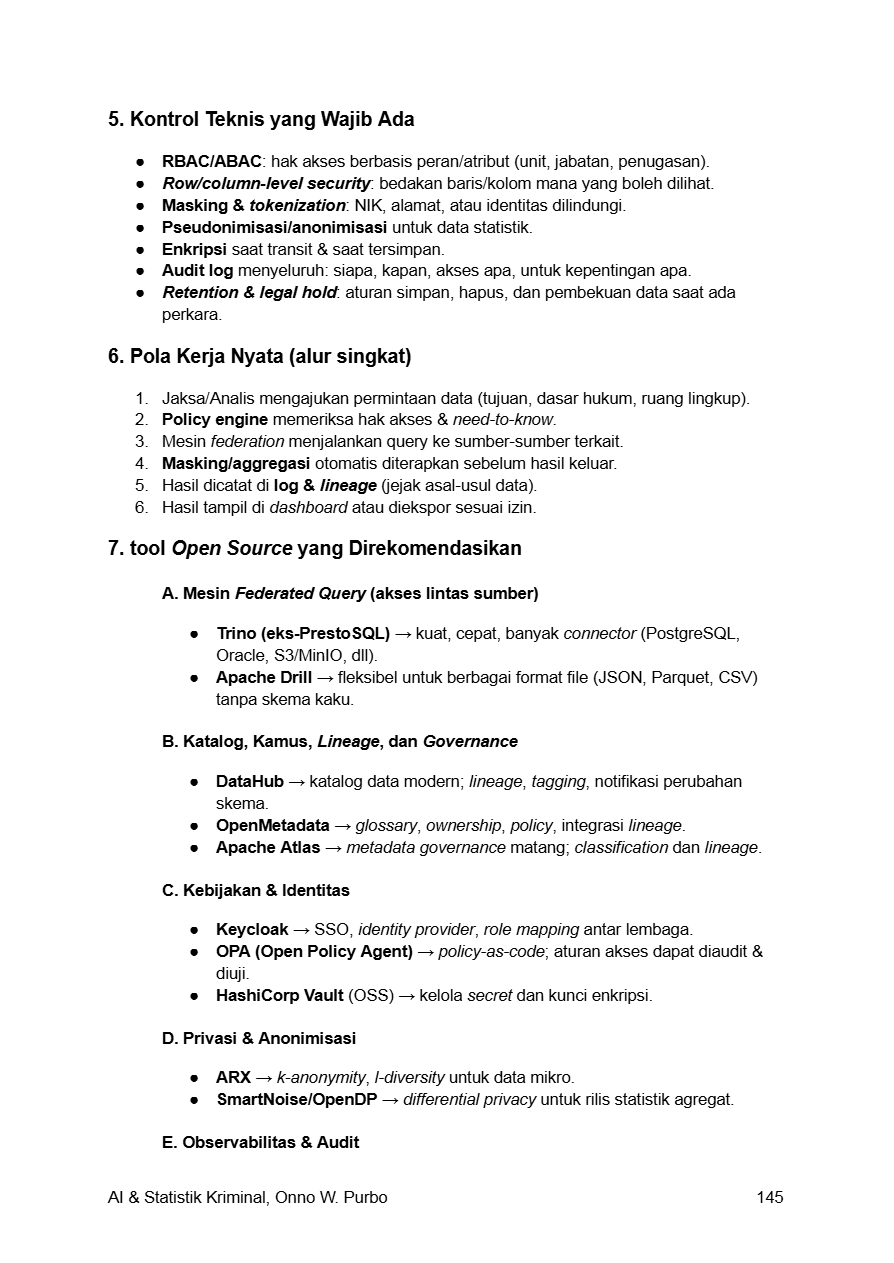 5. Kontrol Teknis yang Wajib Ada
● RBAC/ABAC: hak akses berbasis peran/atribut (unit, jabatan, penugasan).
● Row/column-level security: bedakan baris/kolom mana yang boleh dilihat.
● Masking & tokenization: NIK, alamat, atau identitas dilindungi.
● Pseudonimisasi/anonimisasi untuk data statistik.
● Enkripsi saat transit & saat tersimpan.
● Audit log menyeluruh: siapa, kapan, akses apa, untuk kepentingan apa.
● Retention & legal hold: aturan simpan, hapus, dan pembekuan data saat ada
perkara.
6. Pola Kerja Nyata (alur singkat)
1. Jaksa/Analis mengajukan permintaan data (tujuan, dasar hukum, ruang lingkup).
2. Policy engine memeriksa hak akses & need-to-know.
3. Mesin federation menjalankan query ke sumber-sumber terkait.
4. Masking/aggregasi otomatis diterapkan sebelum hasil keluar.
5. Hasil dicatat di log & lineage (jejak asal-usul data).
6. Hasil tampil di dashboard atau diekspor sesuai izin.
7. tool Open Source yang Direkomendasikan
A. Mesin Federated Query (akses lintas sumber)
● Trino (eks-PrestoSQL) → kuat, cepat, banyak connector (PostgreSQL,
Oracle, S3/MinIO, dll).
● Apache Drill → fleksibel untuk berbagai format file (JSON, Parquet, CSV)
tanpa skema kaku.
B. Katalog, Kamus, Lineage, dan Governance
● DataHub → katalog data modern; lineage, tagging, notifikasi perubahan
skema.
● OpenMetadata → glossary, ownership, policy, integrasi lineage.
● Apache Atlas → metadata governance matang; classification dan lineage.
C. Kebijakan & Identitas
● Keycloak → SSO, identity provider, role mapping antar lembaga.
● OPA (Open Policy Agent) → policy-as-code; aturan akses dapat diaudit &
diuji.
● HashiCorp Vault (OSS) → kelola secret dan kunci enkripsi.
D. Privasi & Anonimisasi
● ARX → k-anonymity, l-diversity untuk data mikro.
● SmartNoise/OpenDP → differential privacy untuk rilis statistik agregat.
E. Observabilitas & Audit
AI & Statistik Kriminal, Onno W. Purbo 145